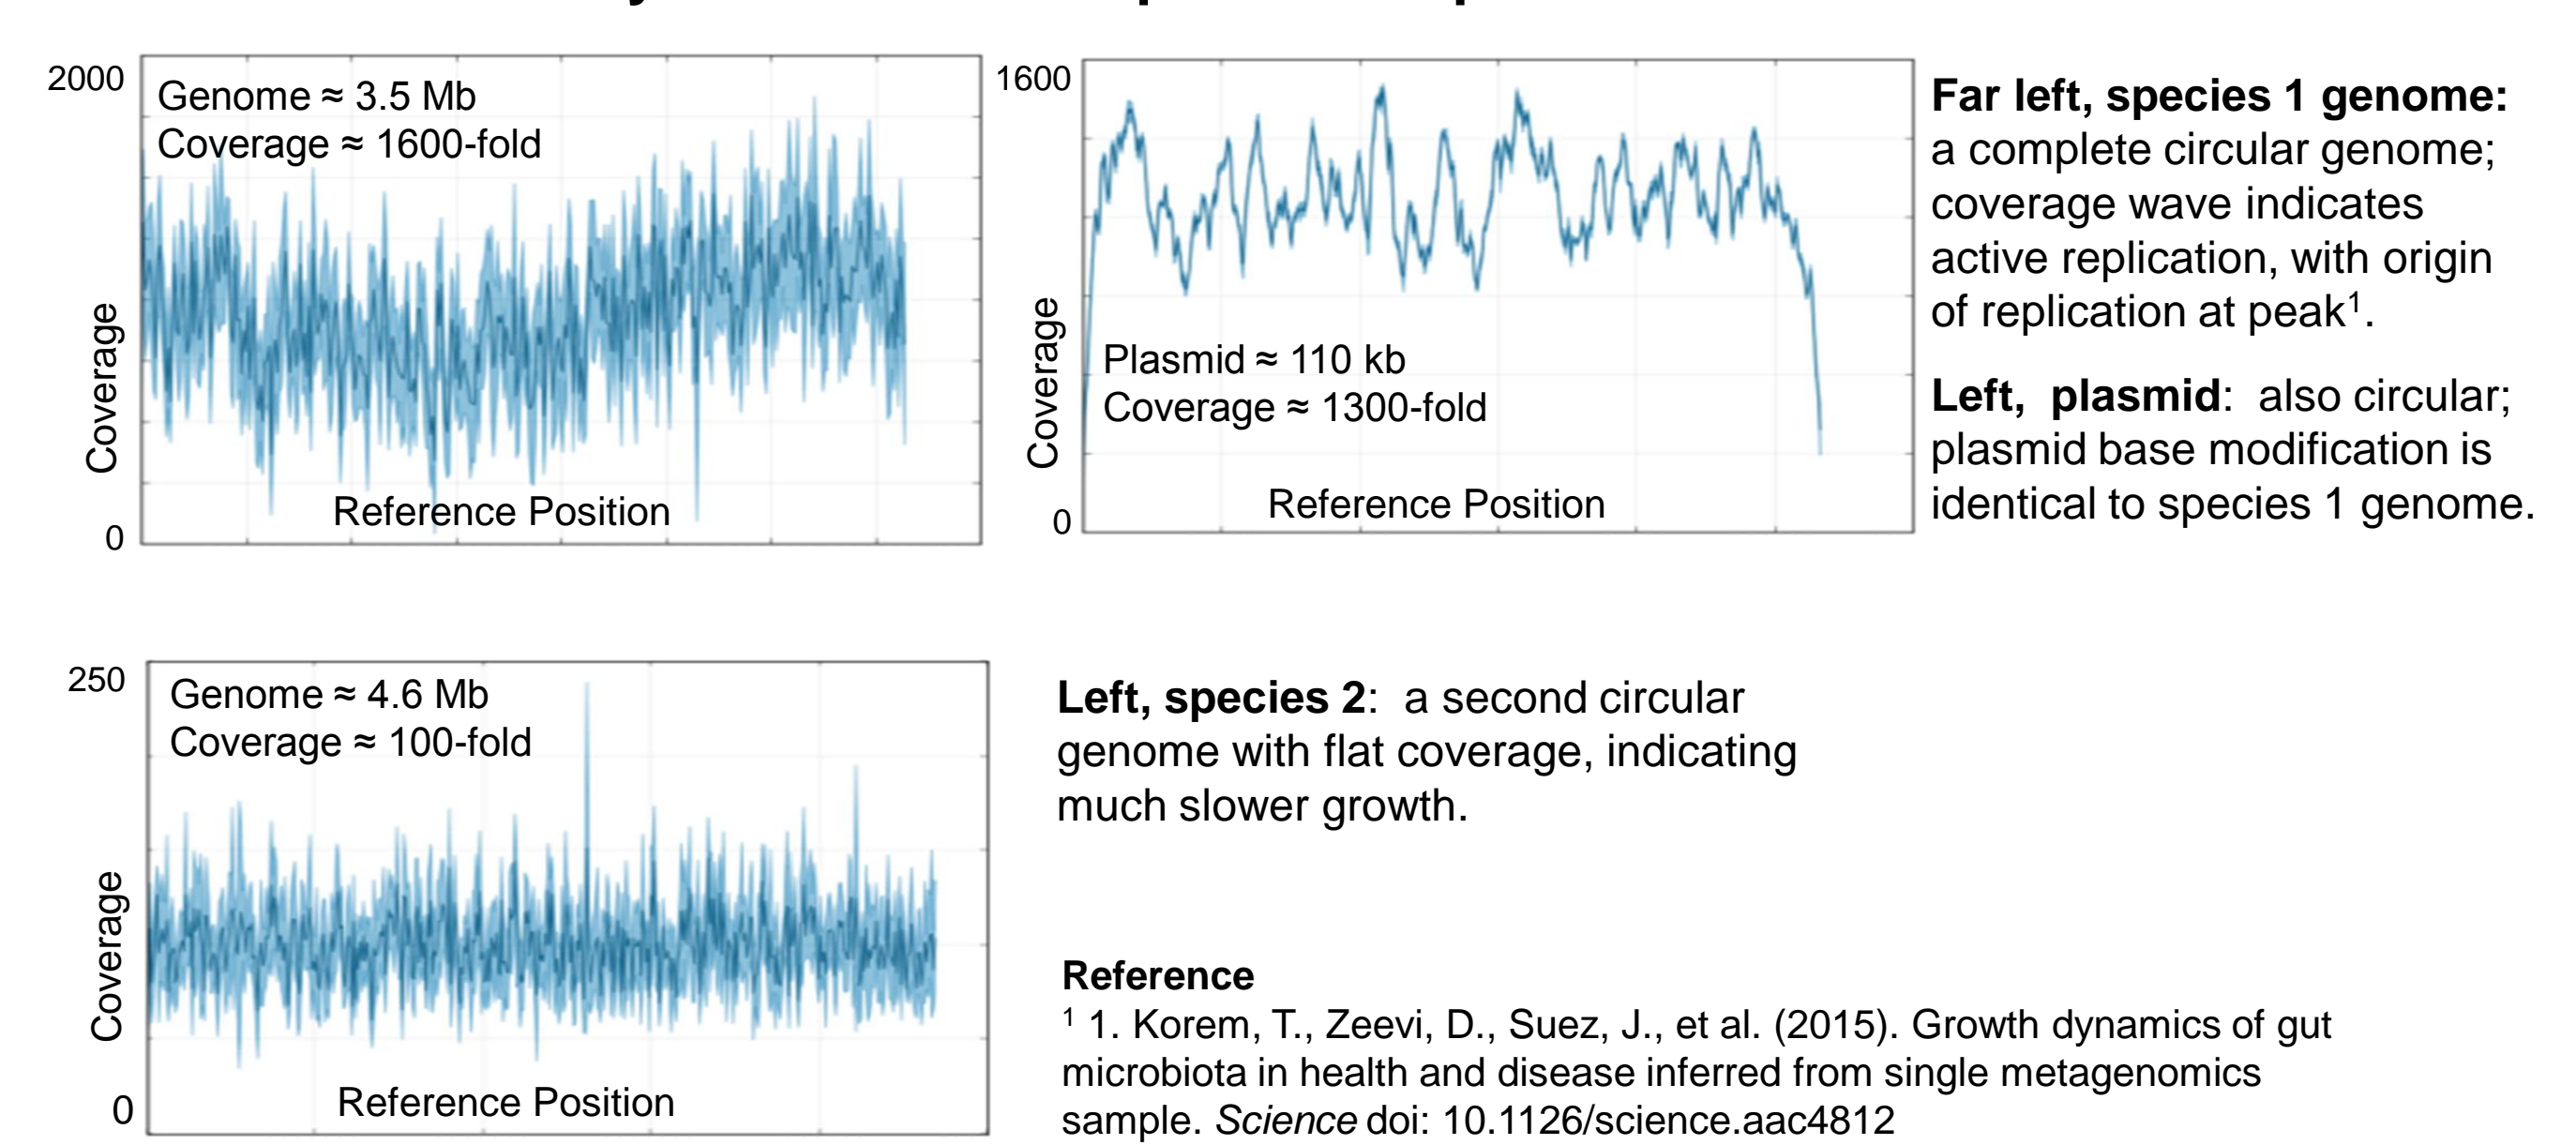 2000
Genome ≈ 3.5 Mb
Coverage ≈ 1600-fold
Coverage
Reference Position
0
1600
Plasmid ≈ 110 kb
Coverage ≈ 1300-fold
Coverage
Reference Position
0
Far left, species 1 genome:
a complete circular genome;
coverage wave indicates
active replication, with origin
of replication at peak¹.
Left, plasmid: also circular;
plasmid base modification is
identical to species 1 genome.
250
Genome ≈ 4.6 Mb
Coverage ≈ 100-fold
Coverage
Reference Position
0
Left, species 2: a second circular
genome with flat coverage, indicating
much slower growth.
Reference
¹ 1. Korem, T., Zeevi, D., Suez, J., et al. (2015). Growth dynamics of gut
microbiota in health and disease inferred from single metagenomics
sample. Science doi: 10.1126/science.aac4812